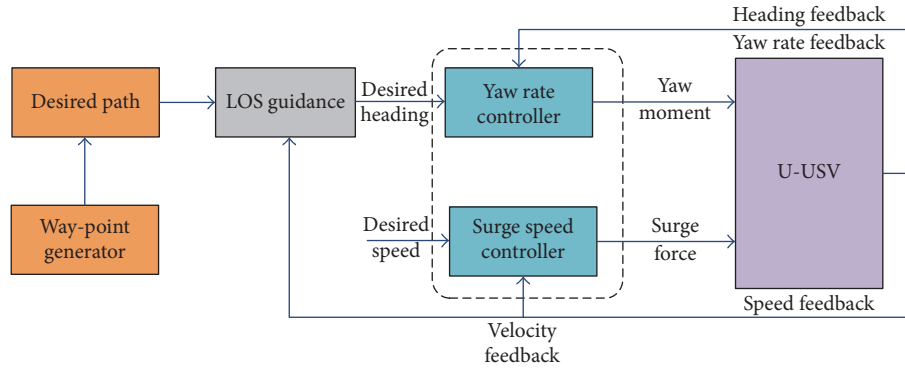 Heading feedback
Yaw rate feedback
Desired path
LOS guidance
Desired
heading
Yaw rate
controller
Yaw
moment
U-USV
Way-point
generator
Desired
speed
Surge speed
controller
Surge
force
Speed feedback
Velocity
feedback